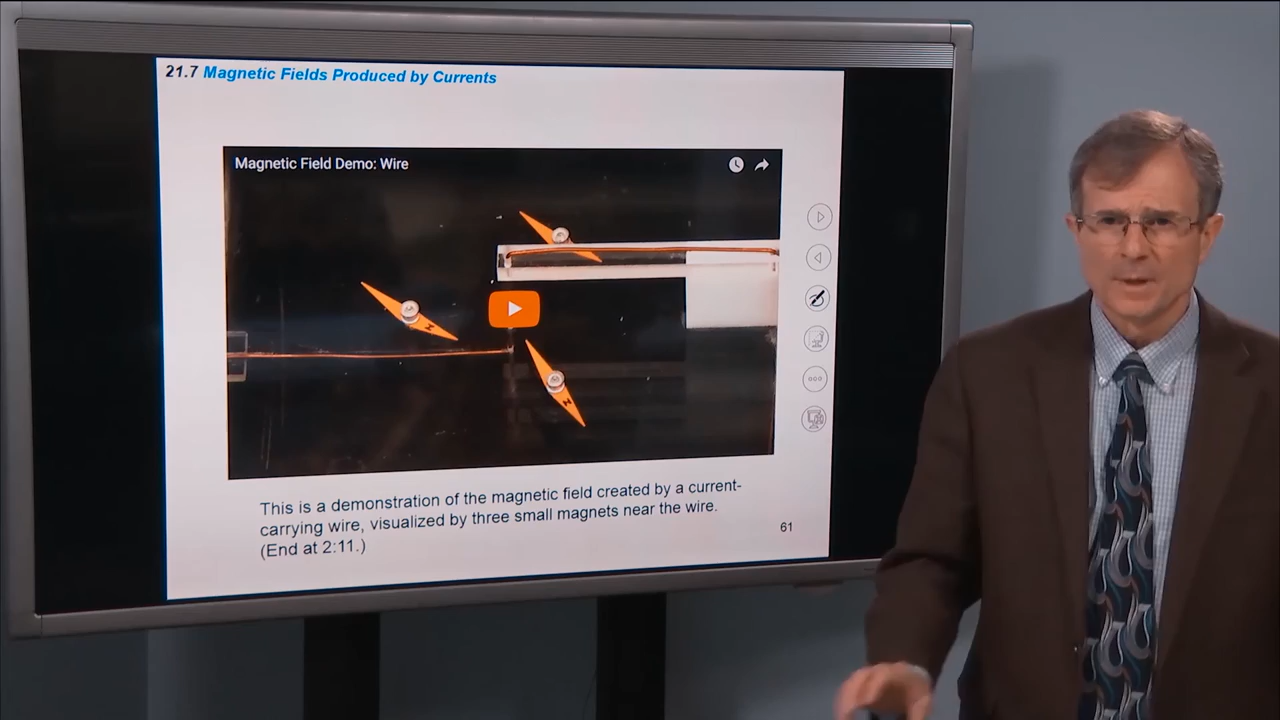 21.7 Magnetic Fields Produced by Currents
Magnetic Field Demo: Wire
N
N
This is a demonstration of the magnetic field created by a current-
carrying wire, visualized by three small magnets near the wire.
(End at 2:11.)
61